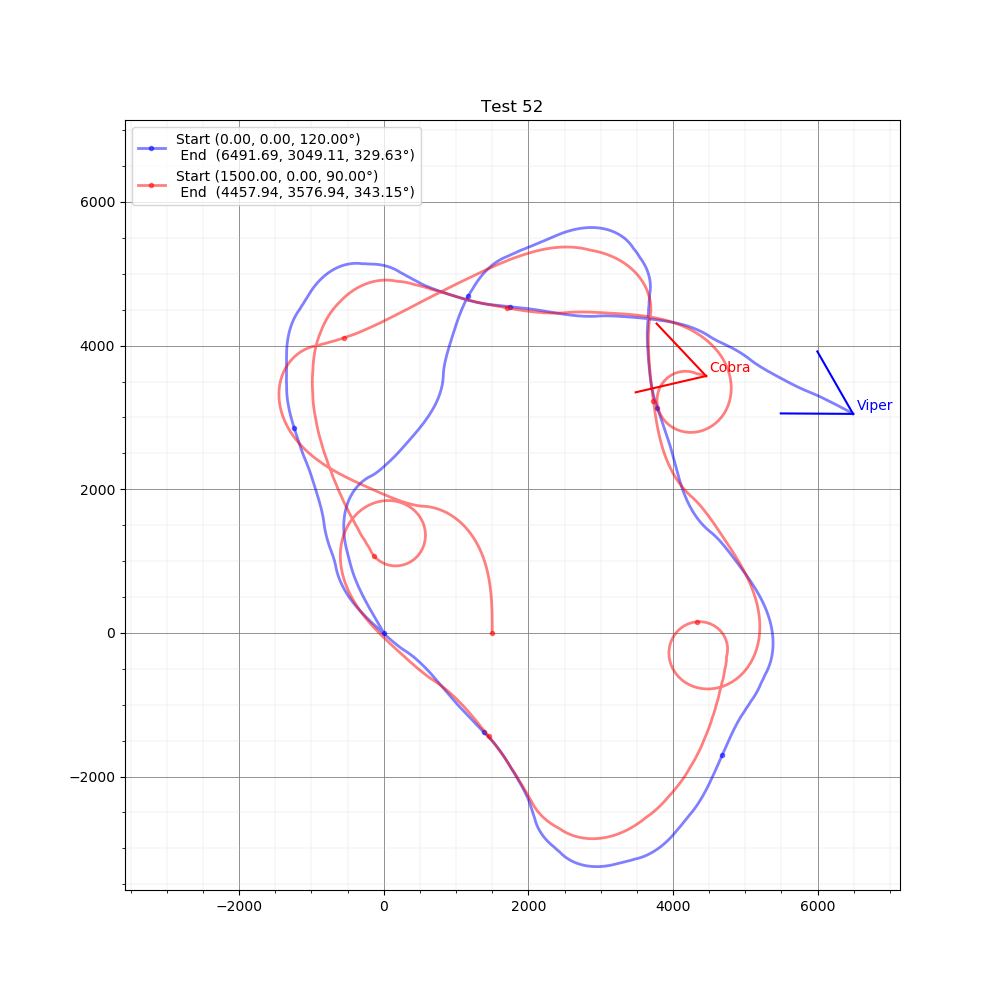 Test 52
Start (0.00, 0.00, 120.00°)
End  (6491.69, 3049.11, 329.63°)
Start (1500.00, 0.00, 90.00°)
End  (4457.94, 3576.94, 343.15°)
6000
4000
2000
0
−2000
Cobra
Viper
−2000
0
2000
4000
6000